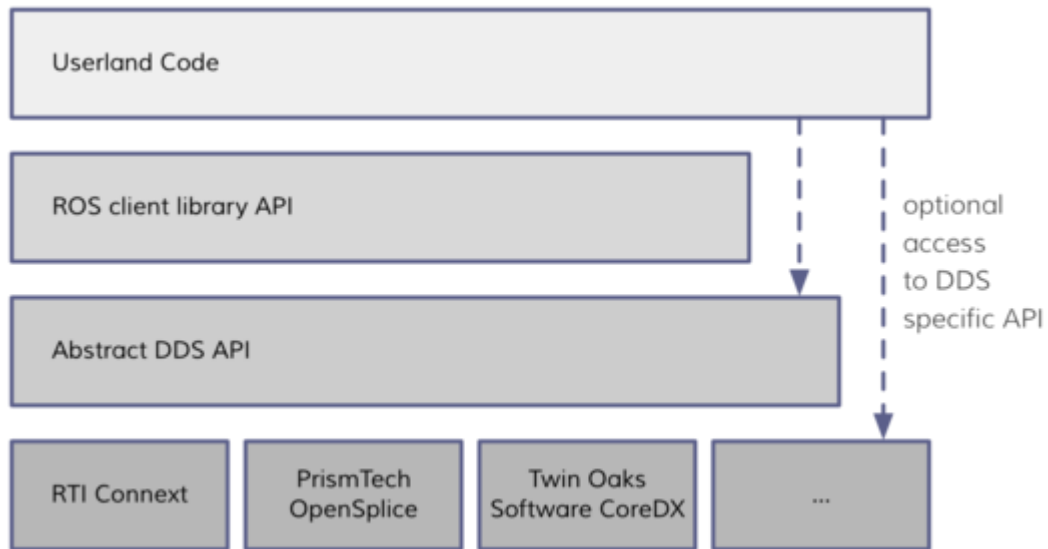 Userland Code
ROS client library API
optional
access
to DDS
specific API
Abstract DDS API
RTI Connext
PrismTech
OpenSplice
Twin Oaks
Software CoreDX
...